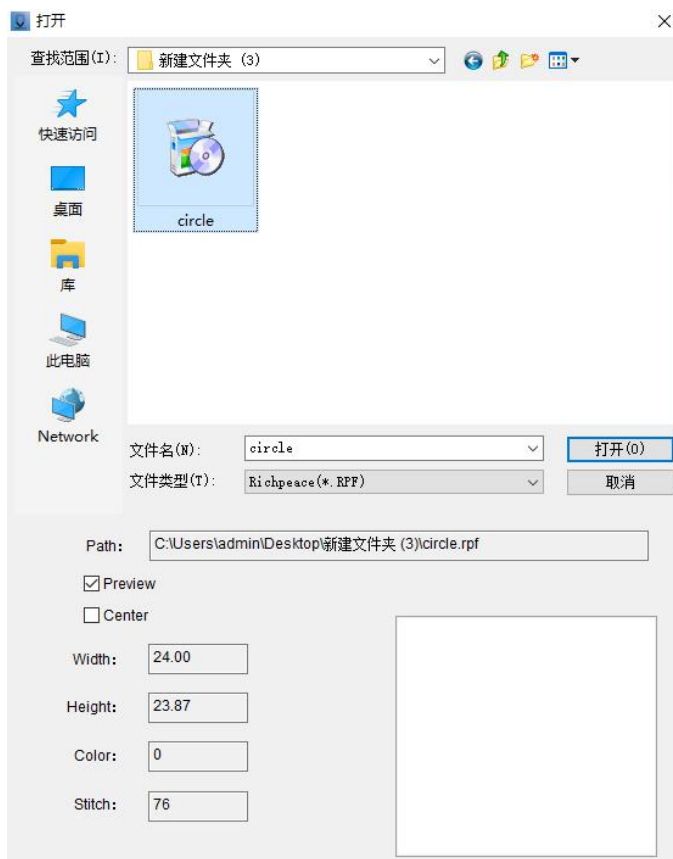 打开
查找范围(I):
新建文件夹 (3)
快速访问
桌面
库
此电脑
Network
circle
文件名(N):
circle
打开(O)
文件类型(T):
Richpeace(*.RPF)
取消
Path:
C:\Users\admin\Desktop\新建文件夹 (3)\circle.rpf
Preview
Center
Width:
24.00
Height:
23.87
Color:
0
Stitch:
76